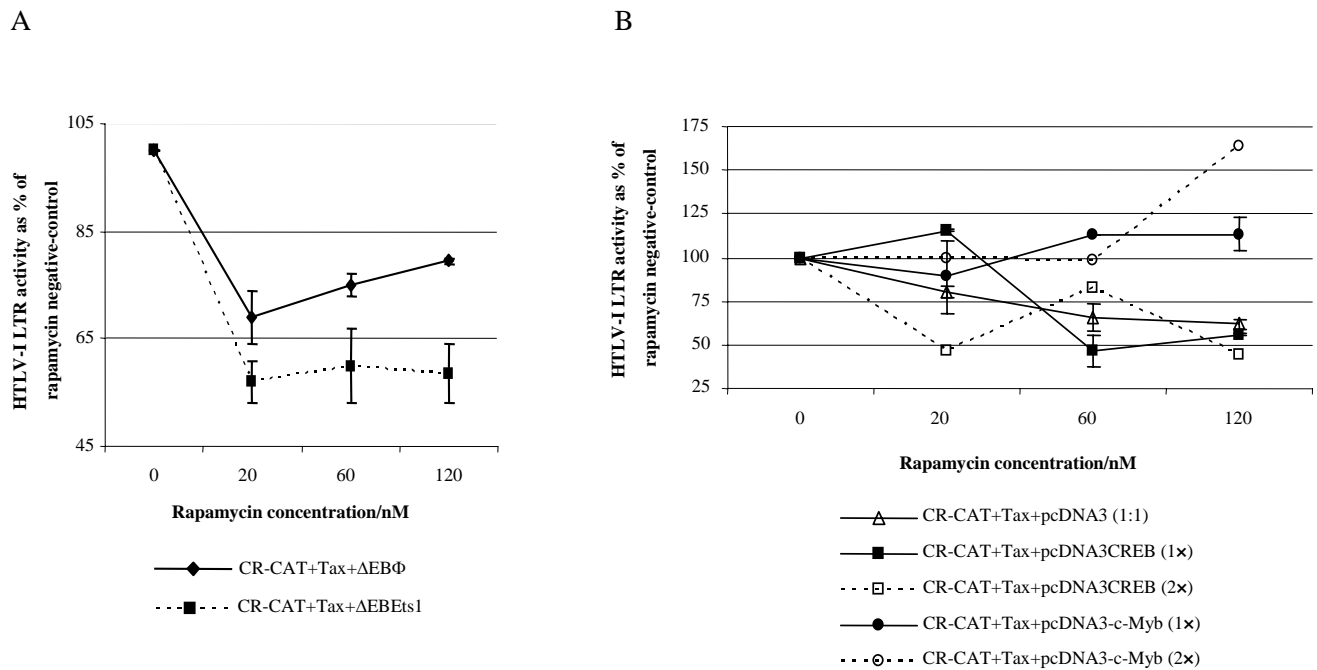 A
HTLV-I LTR activity as % of
rapamycin negative-control
105
85
65
45
0 20 60 120
Rapamycin concentration/nM
CR-CAT+Tax+ΔEBΦ
CR-CAT+Tax+ΔEBEts1
B
HTLV-I LTR activity as % of
rapamycin negative-control
175
150
125
100
75
50
25
0 20 60 120
Rapamycin concentration/nM
CR-CAT+Tax+pcDNA3 (1:1)
CR-CAT+Tax+pcDNA3CREB (1×)
CR-CAT+Tax+pcDNA3CREB (2×)
CR-CAT+Tax+pcDNA3-c-Myb (1×)
CR-CAT+Tax+pcDNA3-c-Myb (2×)